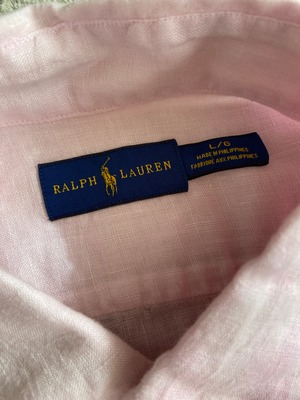 RALPH LAUREN
L/G
MADE IN PHILIPPINES
FABRIQUÉ AUX PHILIPPINES